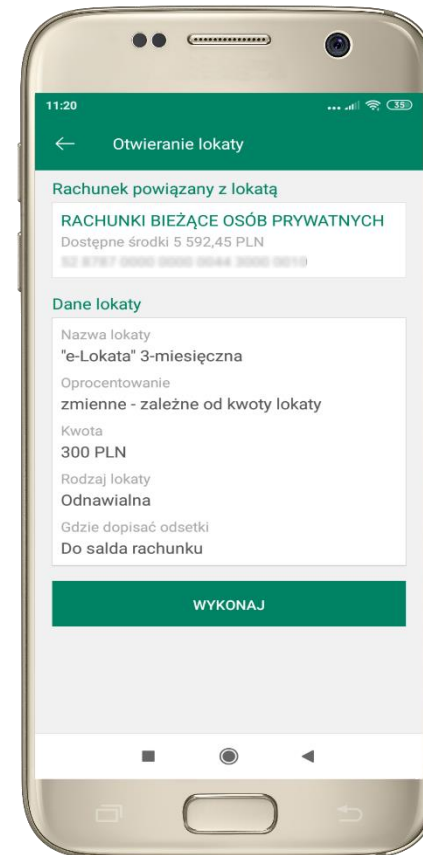 11:20
35
Otwieranie lokaty
Rachunek powiązany z lokatą
RACHUNKI BIEŻĄCE OSÓB PRYWATNYCH
Dostępne środki 5 592,45 PLN
Dane lokaty
Nazwa lokaty
"e-Lokata" 3-miesięczna
Oprocentowanie
zmienne - zależne od kwoty lokaty
Kwota
300 PLN
Rodzaj lokaty
Odnawialna
Gdzie dopisać odsetki
Do salda rachunku
WYKONAJ